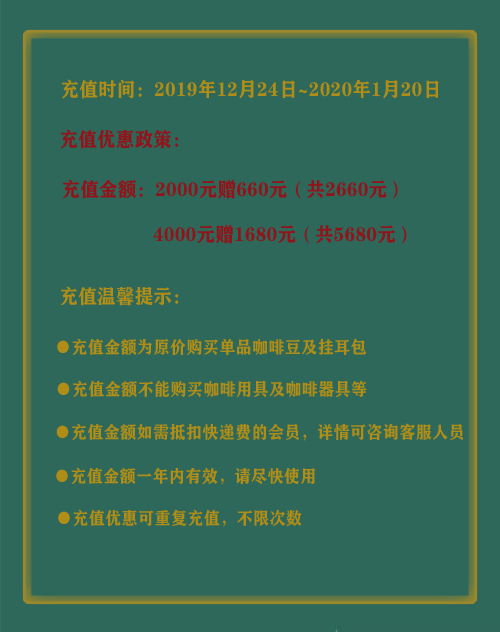 充值时间：2019年12月24日~2020年1月20日
充值优惠政策：
充值金额：2000元赠660元（共2660元）
4000元赠1680元（共5680元）
充值温馨提示：
●充值金额为原价购买单品咖啡豆及挂耳包
●充值金额不能购买咖啡用具及咖啡器具等
●充值金额如需抵扣快递费的会员，详情可咨询客服人员
●充值金额一年内有效，请尽快使用
●充值优惠可重复充值，不限次数